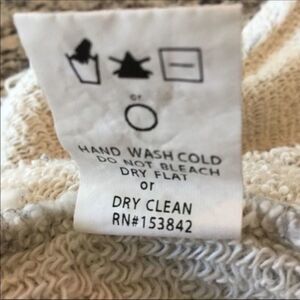 or
HAND WASH COLD
DO NOT BLEACH
DRY FLAT
or
DRY CLEAN
RN#153842